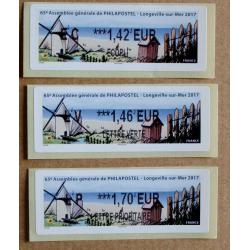 65e Assemblée générale de PHILAPOSTEL - Longeville-sur-Mer 2017
C ***1,42 EUR
ECOPLI
FRANCE
65e Assemblée générale de PHILAPOSTEL - Longeville-sur-Mer 2017
V ***1,46 EUR
LETTRE VERTE
FRANCE
65e Assemblée générale de PHILAPOSTEL - Longeville-sur-Mer 2017
P ***1,70 EUR
LETTRE PRIORITAIRE
FRANCE